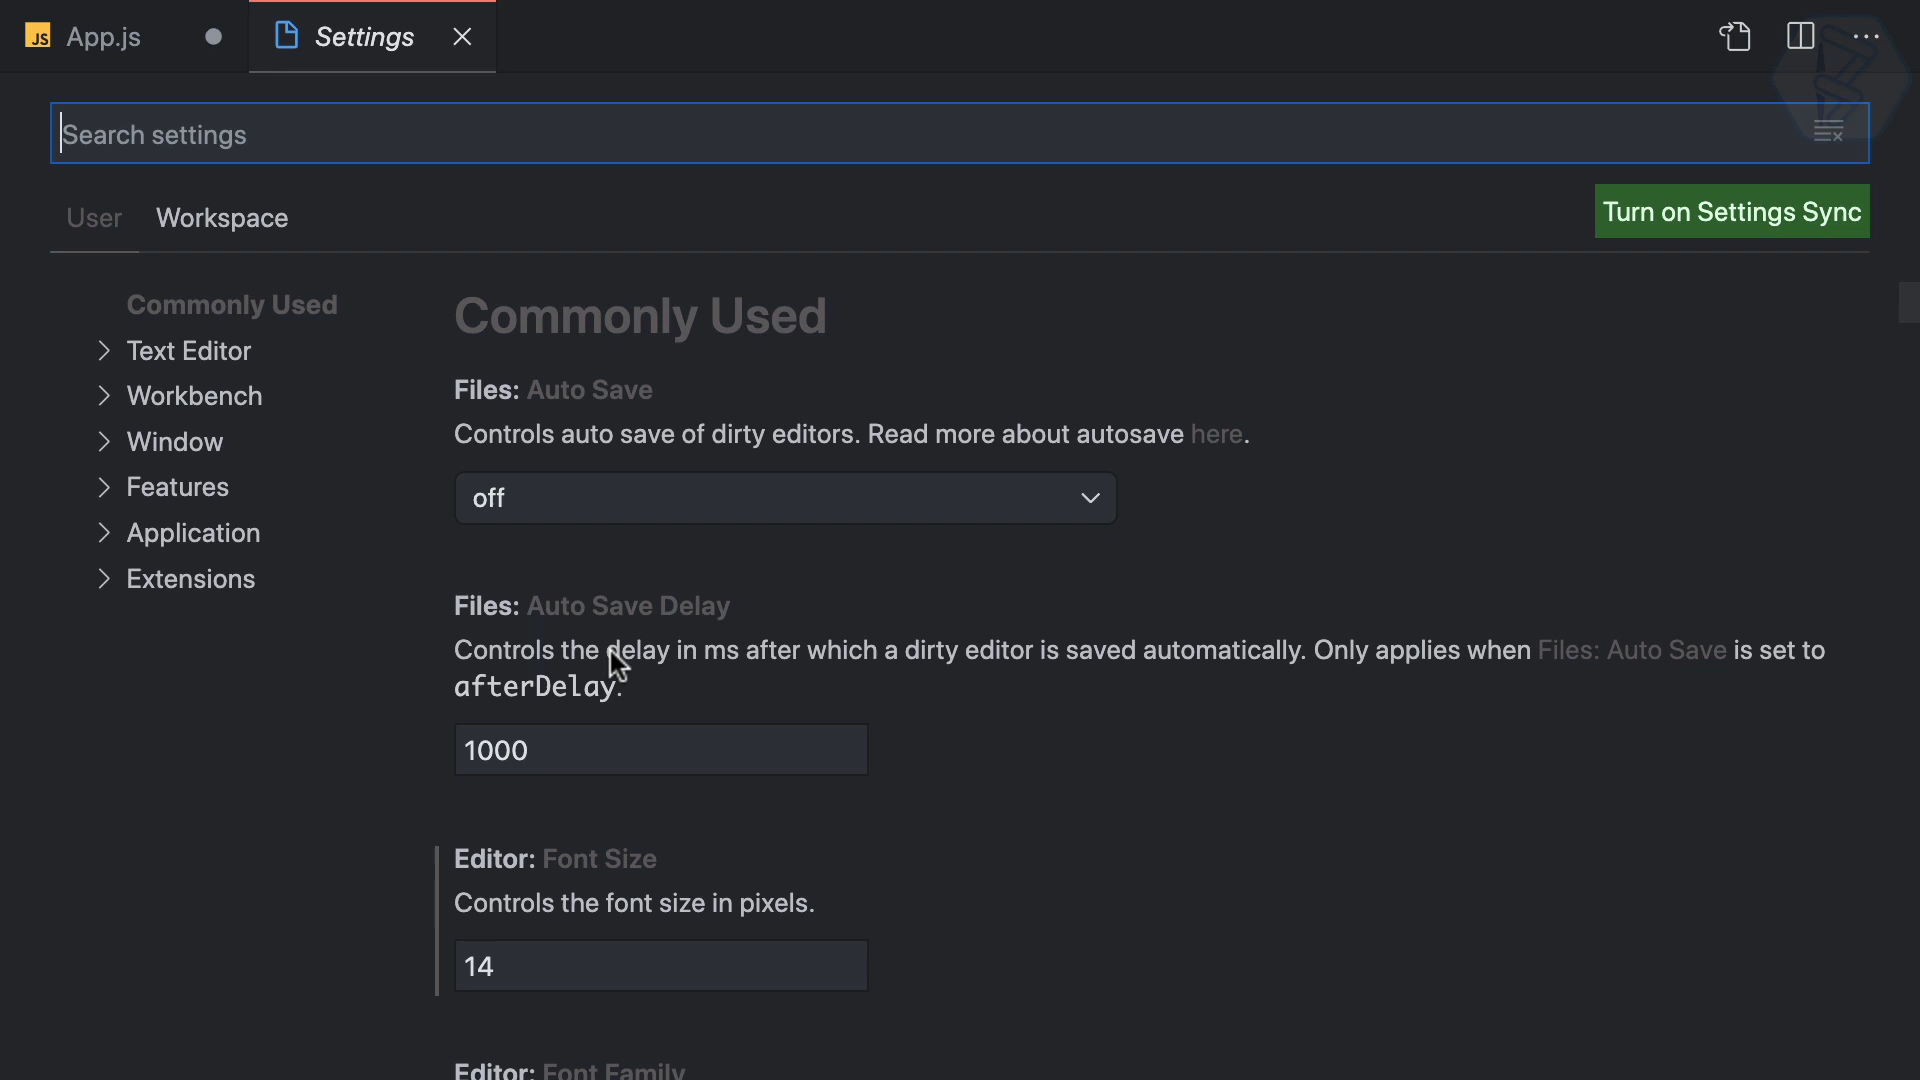 JS App.js
Settings
Search settings
User Workspace
Turn on Settings Sync
Commonly Used
Text Editor
Workbench
Window
Features
Application
Extensions
Commonly Used
Files: Auto Save
Controls auto save of dirty editors. Read more about autosave here.
off
Files: Auto Save Delay
Controls the delay in ms after which a dirty editor is saved automatically. Only applies when Files: Auto Save is set to
afterDelay.
1000
Editor: Font Size
Controls the font size in pixels.
14
Editor: Font Family